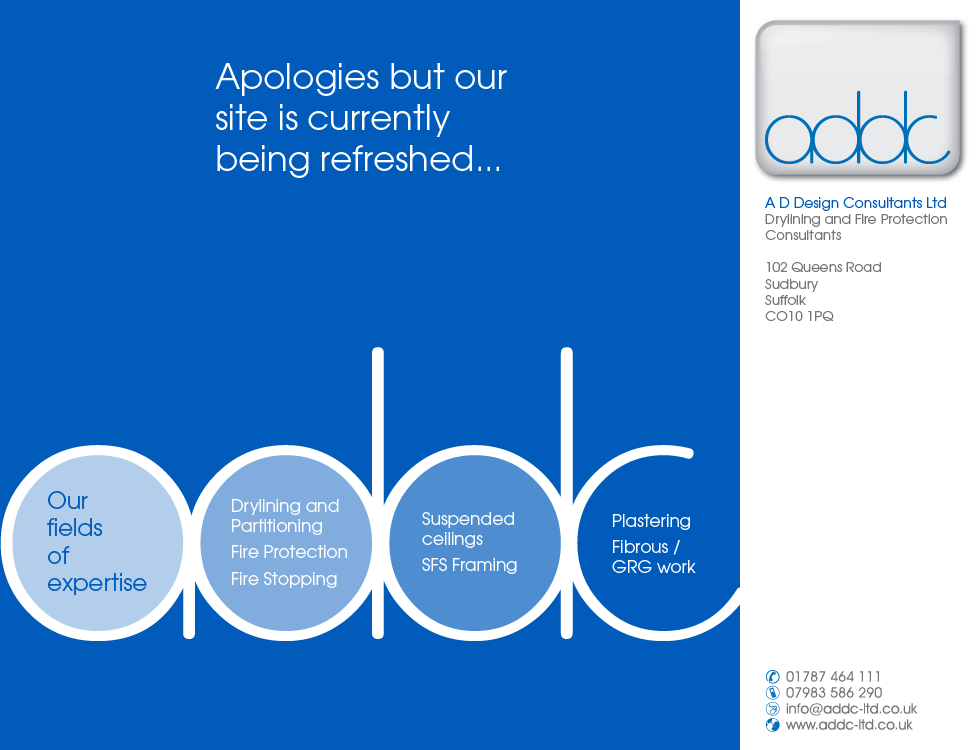 Apologies but our
site is currently
being refreshed...
addc
A D Design Consultants Ltd
Drylining and Fire Protection
Consultants
102 Queens Road
Sudbury
Suffolk
CO10 1PQ
addc
Our
fields
of
expertise
Drylining and
Partitioning
Fire Protection
Fire Stopping
Suspended
ceilings
SFS Framing
Plastering
Fibrous /
GRG work
01787 464 111
07983 586 290
info@addc-ltd.co.uk
www.addc-ltd.co.uk